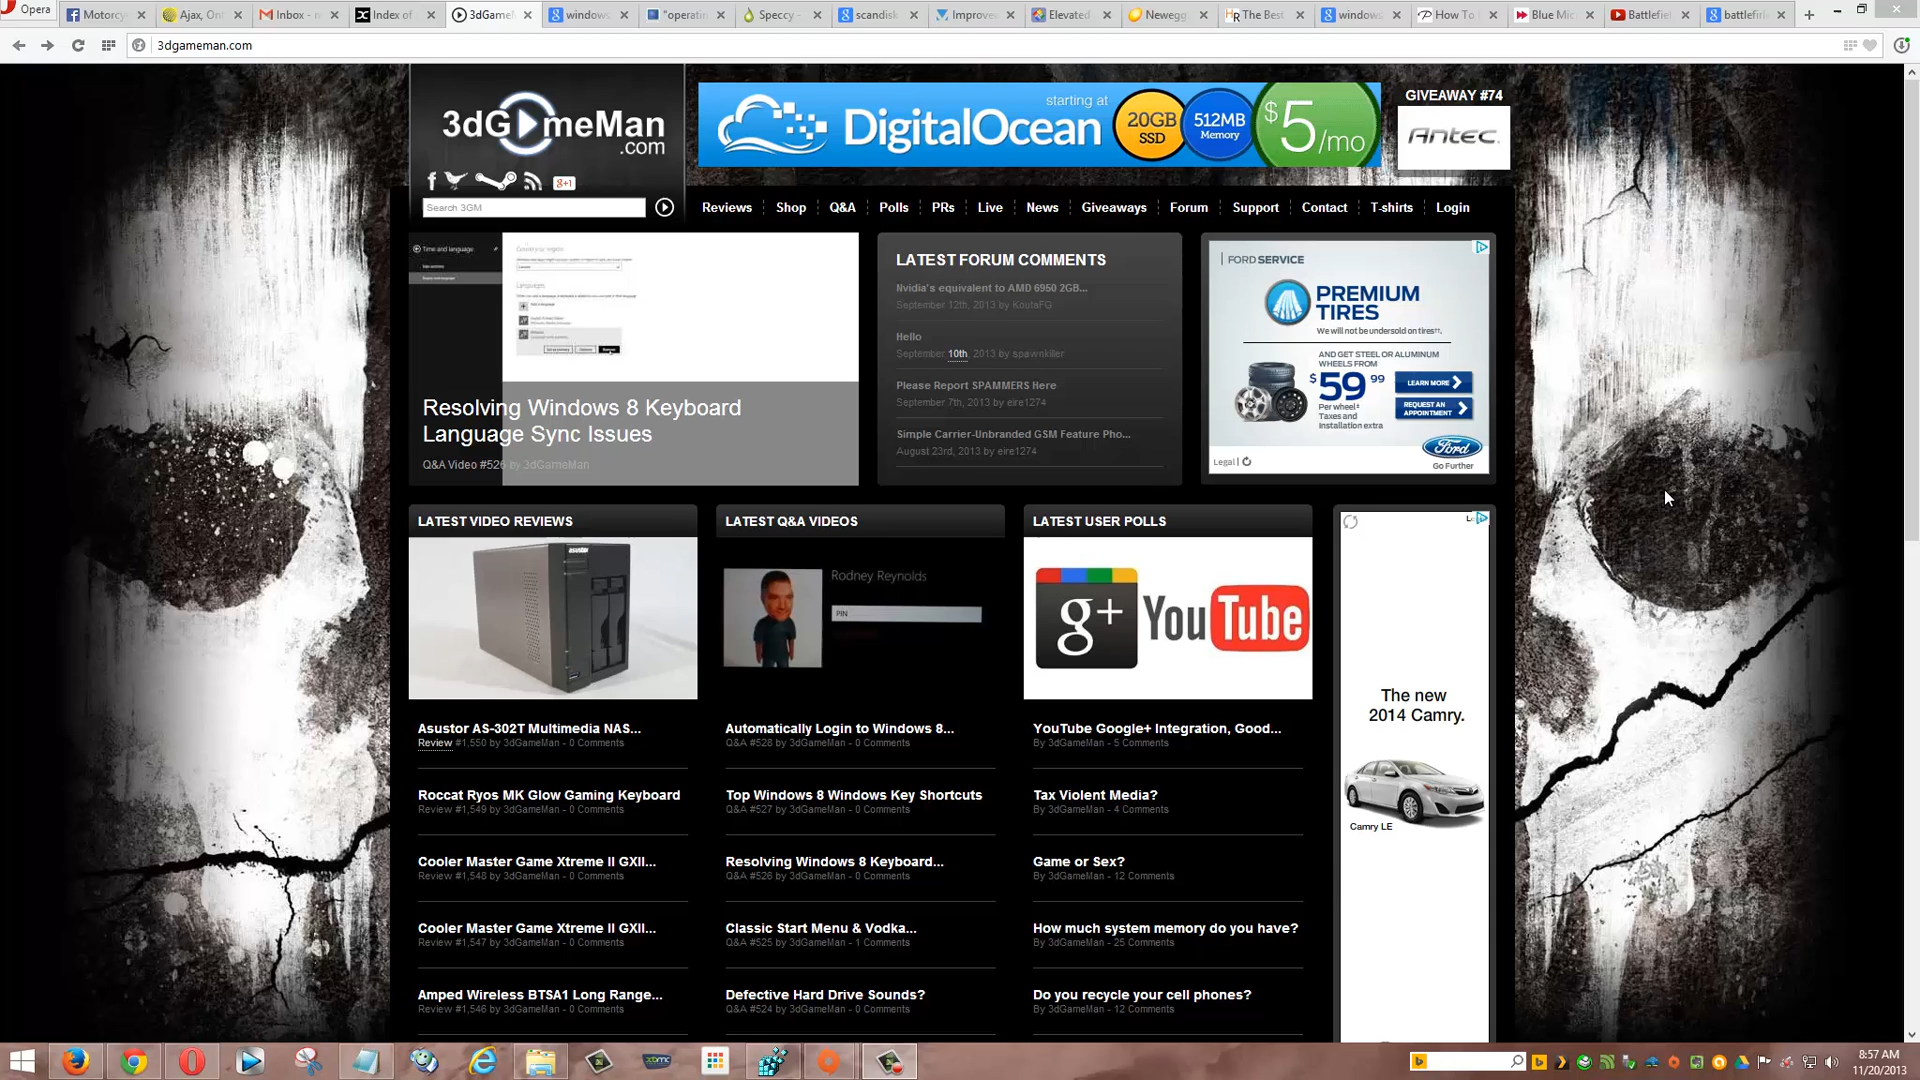 Opera
Motorcy
Ajax, Ont
Inbox - n
Index of
3dGameM
windows
"operatin
Speccy -
scandisk
Improve
Elevated
Newegg
The Best
windows
How To
Blue Mic
Battlefie
3dgameman.com
3dGameMan
.com
g+1
Search 3GM
starting at
DigitalOcean
20GB
SSD
512MB
Memory
$5/mo
GIVEAWAY #74
ANTEC.
Reviews
Shop
Q&A
Polls
PRs
Live
News
Giveaways
Forum
Support
Contact
T-shirts
Login
Time and language
Resolving Windows 8 Keyboard
Language Sync Issues
Q&A Video #526 by 3dGameMan
LATEST FORUM COMMENTS
Nvidia's equivalent to AMD 6950 2GB...
September 12th, 2013 by KoutaFG
Hello
September 10th, 2013 by spawnkiller
Please Report SPAMMERS Here
September 7th, 2013 by eire1274
Simple Carrier-Unbranded GSM Feature Pho...
August 23rd, 2013 by eire1274
FORD SERVICE
PREMIUM
TIRES
We will not be undersold on tires††.
AND GET STEEL OR ALUMINUM
WHEELS FROM
$59 99
Per wheel‡
Taxes and
Installation extra
LEARN MORE
REQUEST AN
APPOINTMENT
Legal
Ford
Go Further
LATEST VIDEO REVIEWS
asustor
Asustor AS-302T Multimedia NAS...
Review #1,550 by 3dGameMan - 0 Comments
Roccat Ryos MK Glow Gaming Keyboard
Review #1,549 by 3dGameMan - 0 Comments
Cooler Master Game Xtreme II GXII...
Review #1,548 by 3dGameMan - 0 Comments
Cooler Master Game Xtreme II GXII...
Review #1,547 by 3dGameMan - 0 Comments
Amped Wireless BTSA1 Long Range...
Review #1,546 by 3dGameMan - 0 Comments
LATEST Q&A VIDEOS
Rodney Reynolds
PIN
Automatically Login to Windows 8...
Q&A #528 by 3dGameMan - 0 Comments
Top Windows 8 Windows Key Shortcuts
Q&A #527 by 3dGameMan - 0 Comments
Resolving Windows 8 Keyboard...
Q&A #526 by 3dGameMan - 0 Comments
Classic Start Menu & Vodka...
Q&A #525 by 3dGameMan - 1 Comments
Defective Hard Drive Sounds?
Q&A #524 by 3dGameMan - 0 Comments
LATEST USER POLLS
g+ YouTube
YouTube Google+ Integration, Good...
By 3dGameMan - 5 Comments
Tax Violent Media?
By 3dGameMan - 4 Comments
Game or Sex?
By 3dGameMan - 12 Comments
How much system memory do you have?
By 3dGameMan - 25 Comments
Do you recycle your cell phones?
By 3dGameMan - 12 Comments
The new
2014 Camry.
Camry LE
8:57 AM
11/20/2013